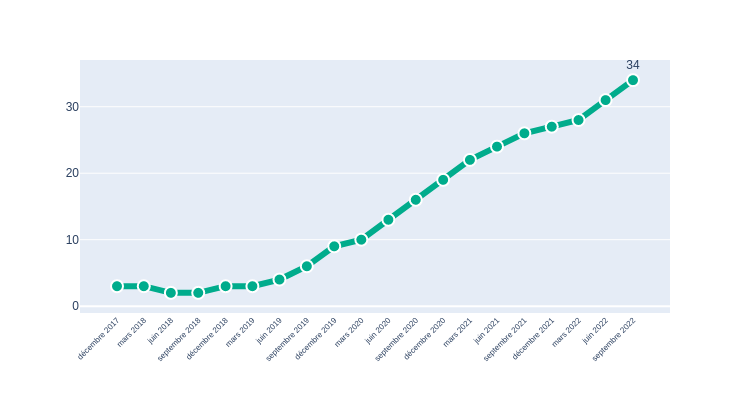 34
30
20
10
0
décembre 2017
mars 2018
juin 2018
septembre 2018
décembre 2018
mars 2019
juin 2019
septembre 2019
décembre 2019
mars 2020
juin 2020
septembre 2020
décembre 2020
mars 2021
juin 2021
septembre 2021
décembre 2021
mars 2022
juin 2022
septembre 2022